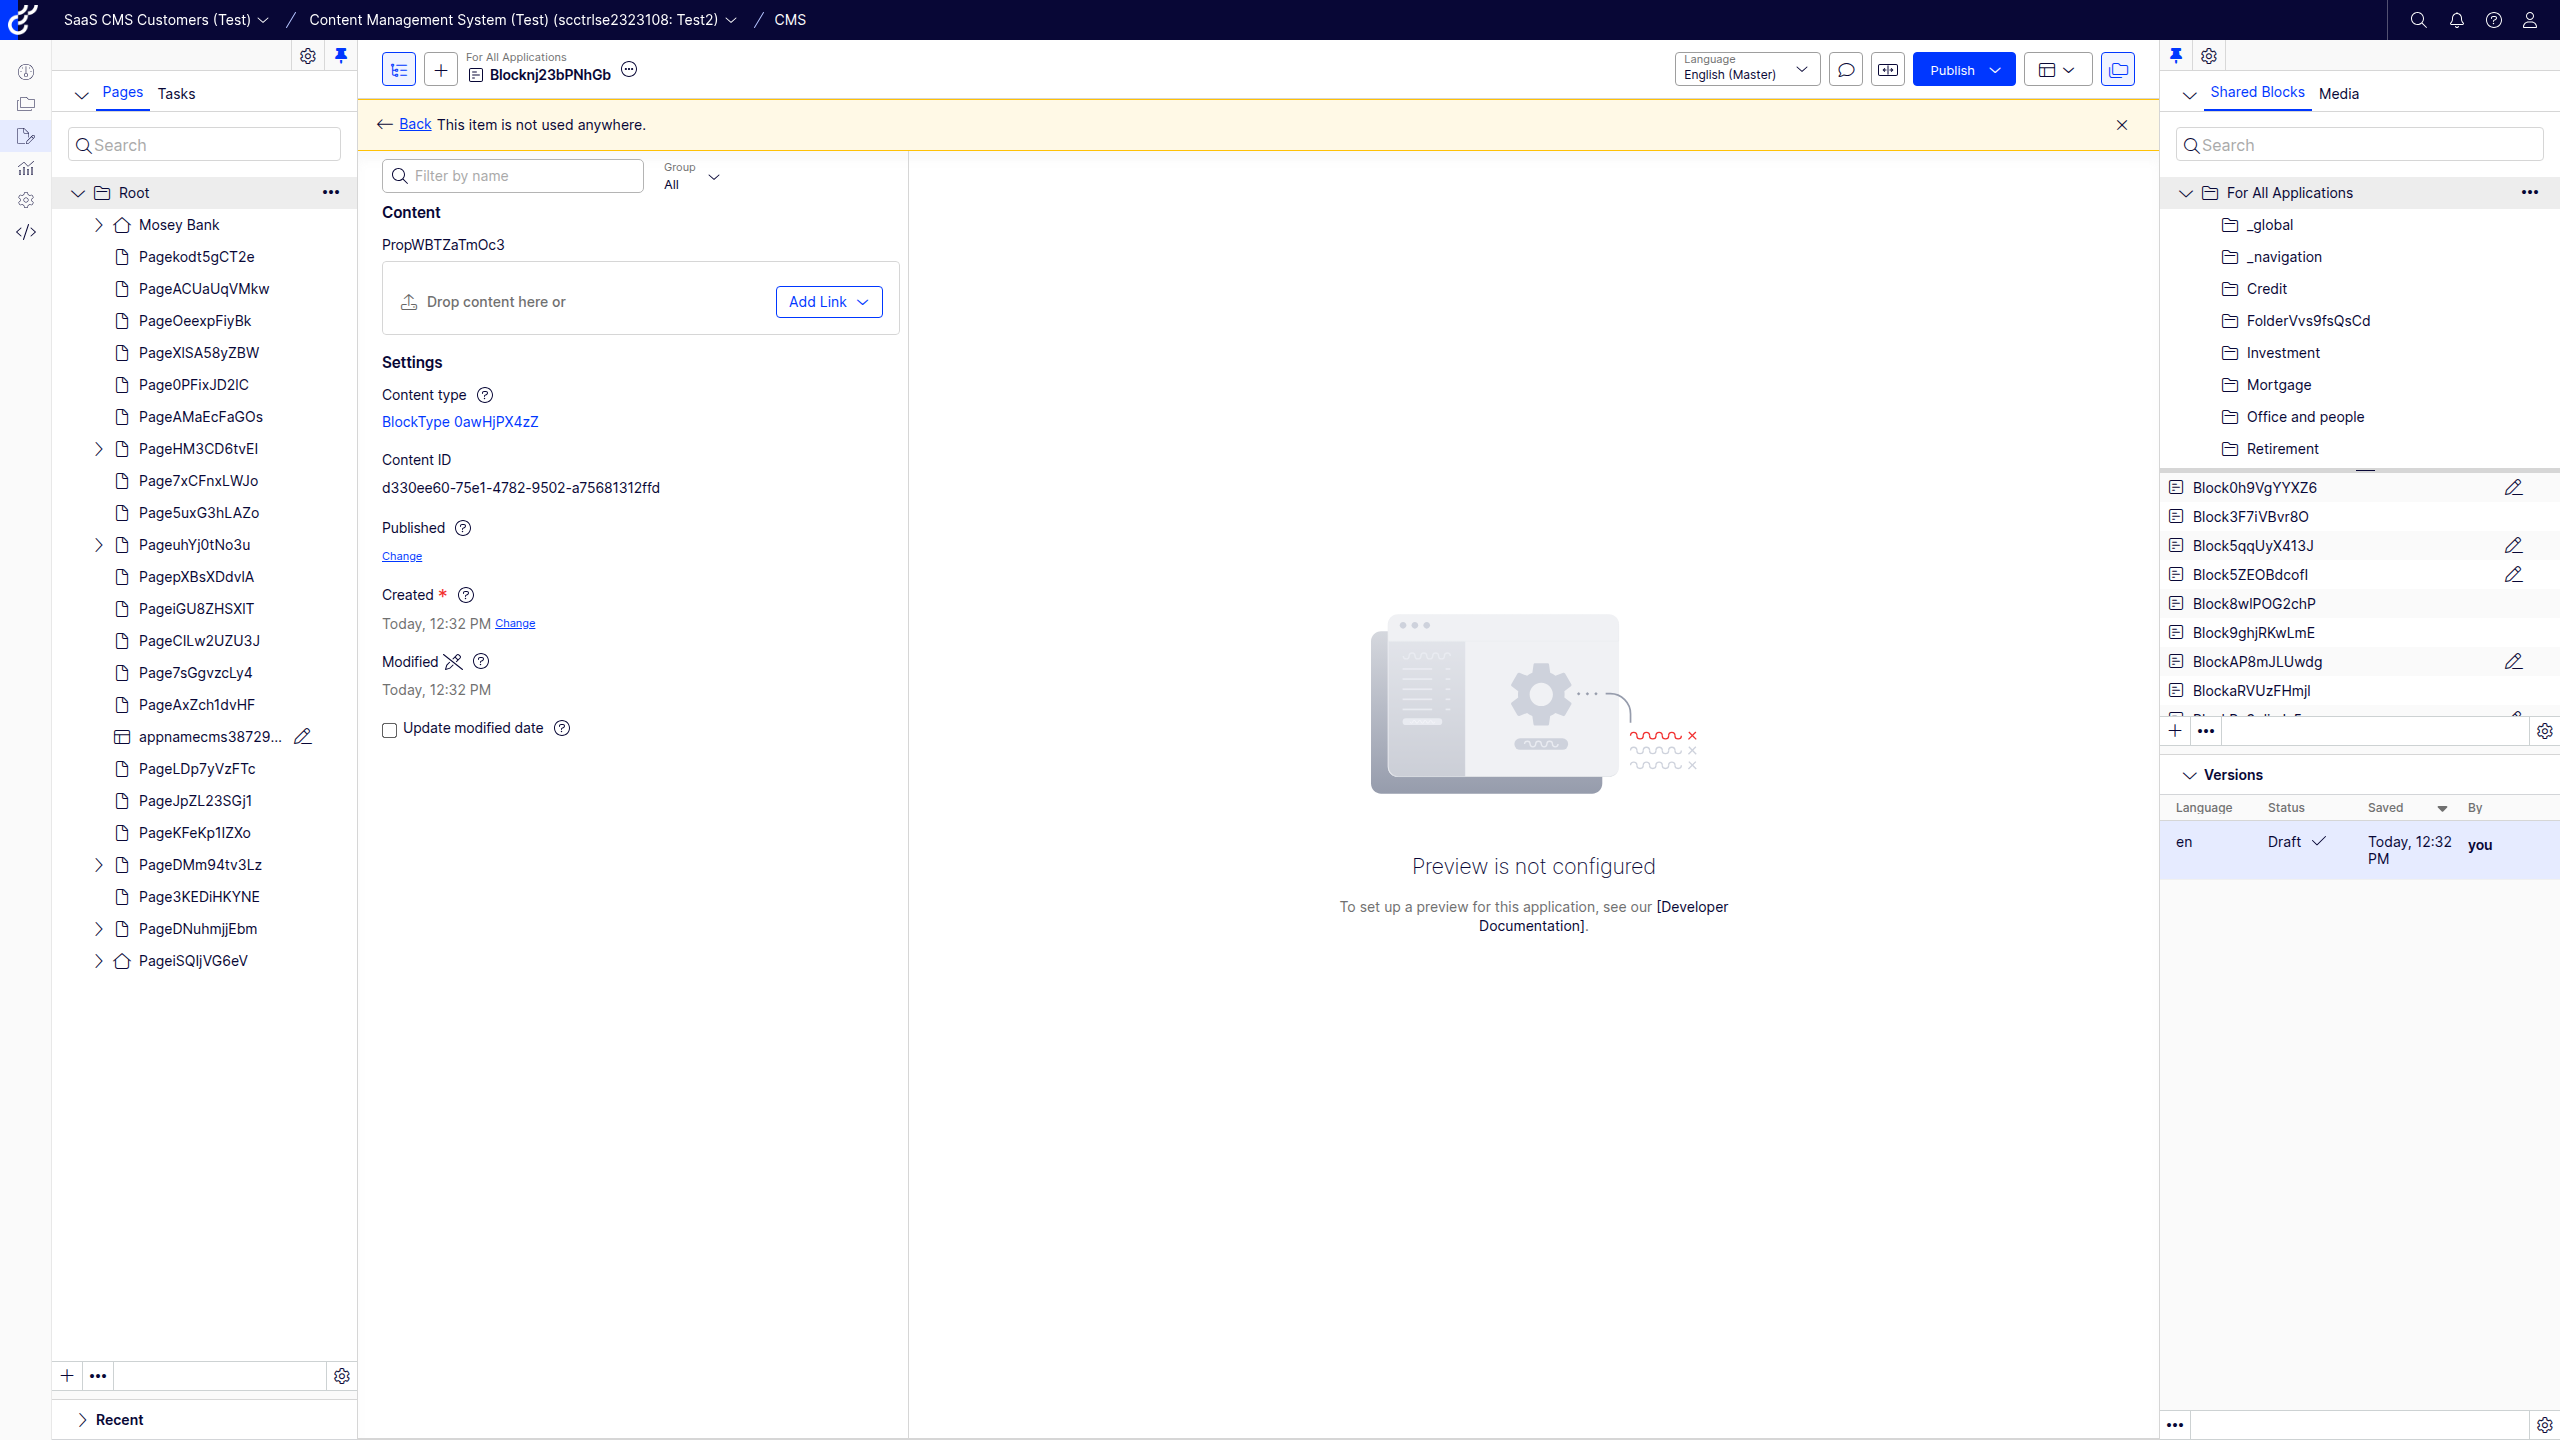 SaaS CMS Customers (Test)
Content Management System (Test) (scctrlse2323108: Test2)
CMS
Pages
Tasks
Search
Root
Mosey Bank
Pagekodt5gCT2e
PageACUaUqVMkw
PageOeexpFiyBk
PageXlSA58yZBW
Page0PFixJD2lC
PageAMaEcFaGOs
PageHM3CD6tvEl
Page7xCFnxLWJo
Page5uxG3hLAZo
PageuhYj0tNo3u
PagepXBsXDdvlA
PageiGU8ZHSXIT
PageClLw2UZU3J
Page7sGgvzcLy4
PageAxZch1dvHF
appnamecms38729...
PageLDp7yVzFTc
PageJpZL23SGj1
PageKFeKp1IZXo
PageDMm94tv3Lz
Page3KEDiHKYNE
PageDNuhmjjEbm
PageiSQIjVG6eV
Recent
For All Applications
Blocknj23bPNhGb
Language
English (Master)
Publish
Back This item is not used anywhere.
Filter by name
Group
All
Content
PropWBTZaTmOc3
Drop content here or
Add Link
Settings
Content type
BlockType 0awHjPX4zZ
Content ID
d330ee60-75e1-4782-9502-a75681312ffd
Published
Change
Created *
Today, 12:32 PM Change
Modified
Today, 12:32 PM
Update modified date
Preview is not configured
To set up a preview for this application, see our [Developer
Documentation].
Shared Blocks
Media
Search
For All Applications
_global
_navigation
Credit
FolderVvs9fsQsCd
Investment
Mortgage
Office and people
Retirement
Block0h9VgYYXZ6
Block3F7iVBvr8O
Block5qqUyX413J
Block5ZEOBdcofI
Block8wlPOG2chP
Block9ghjRKwLmE
BlockAP8mJLUwdg
BlockaRVUzFHmjI
Versions
Language Status Saved By
en Draft Today, 12:32 PM you